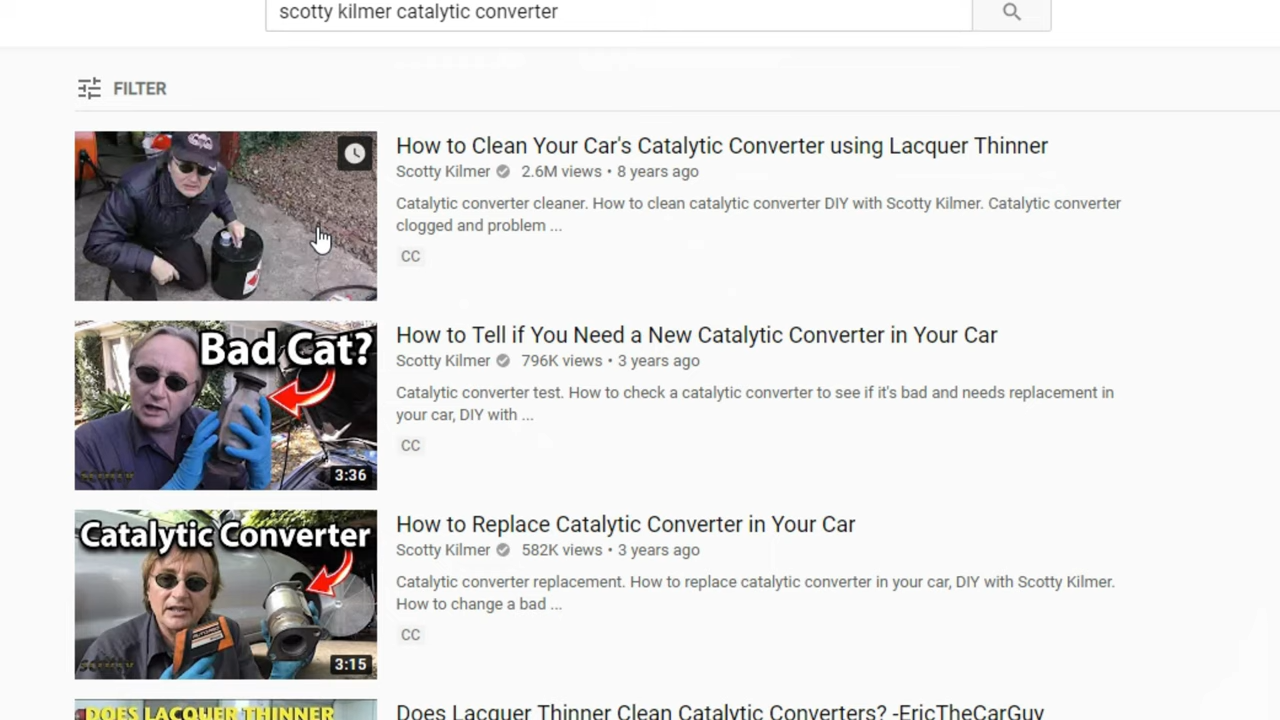 scotty kilmer catalytic converter
FILTER
How to Clean Your Car's Catalytic Converter using Lacquer Thinner
Scotty Kilmer 2.6M views • 8 years ago
Catalytic converter cleaner. How to clean catalytic converter DIY with Scotty Kilmer. Catalytic converter
clogged and problem ...
CC
Bad Cat?
3:36
How to Tell if You Need a New Catalytic Converter in Your Car
Scotty Kilmer 796K views • 3 years ago
Catalytic converter test. How to check a catalytic converter to see if it's bad and needs replacement in
your car, DIY with ...
CC
Catalytic Converter
3:15
How to Replace Catalytic Converter in Your Car
Scotty Kilmer 582K views • 3 years ago
Catalytic converter replacement. How to replace catalytic converter in your car, DIY with Scotty Kilmer.
How to change a bad ...
CC
DOES LACQUER THINNER
Does Lacquer Thinner Clean Catalytic Converters? -EricTheCarGuy